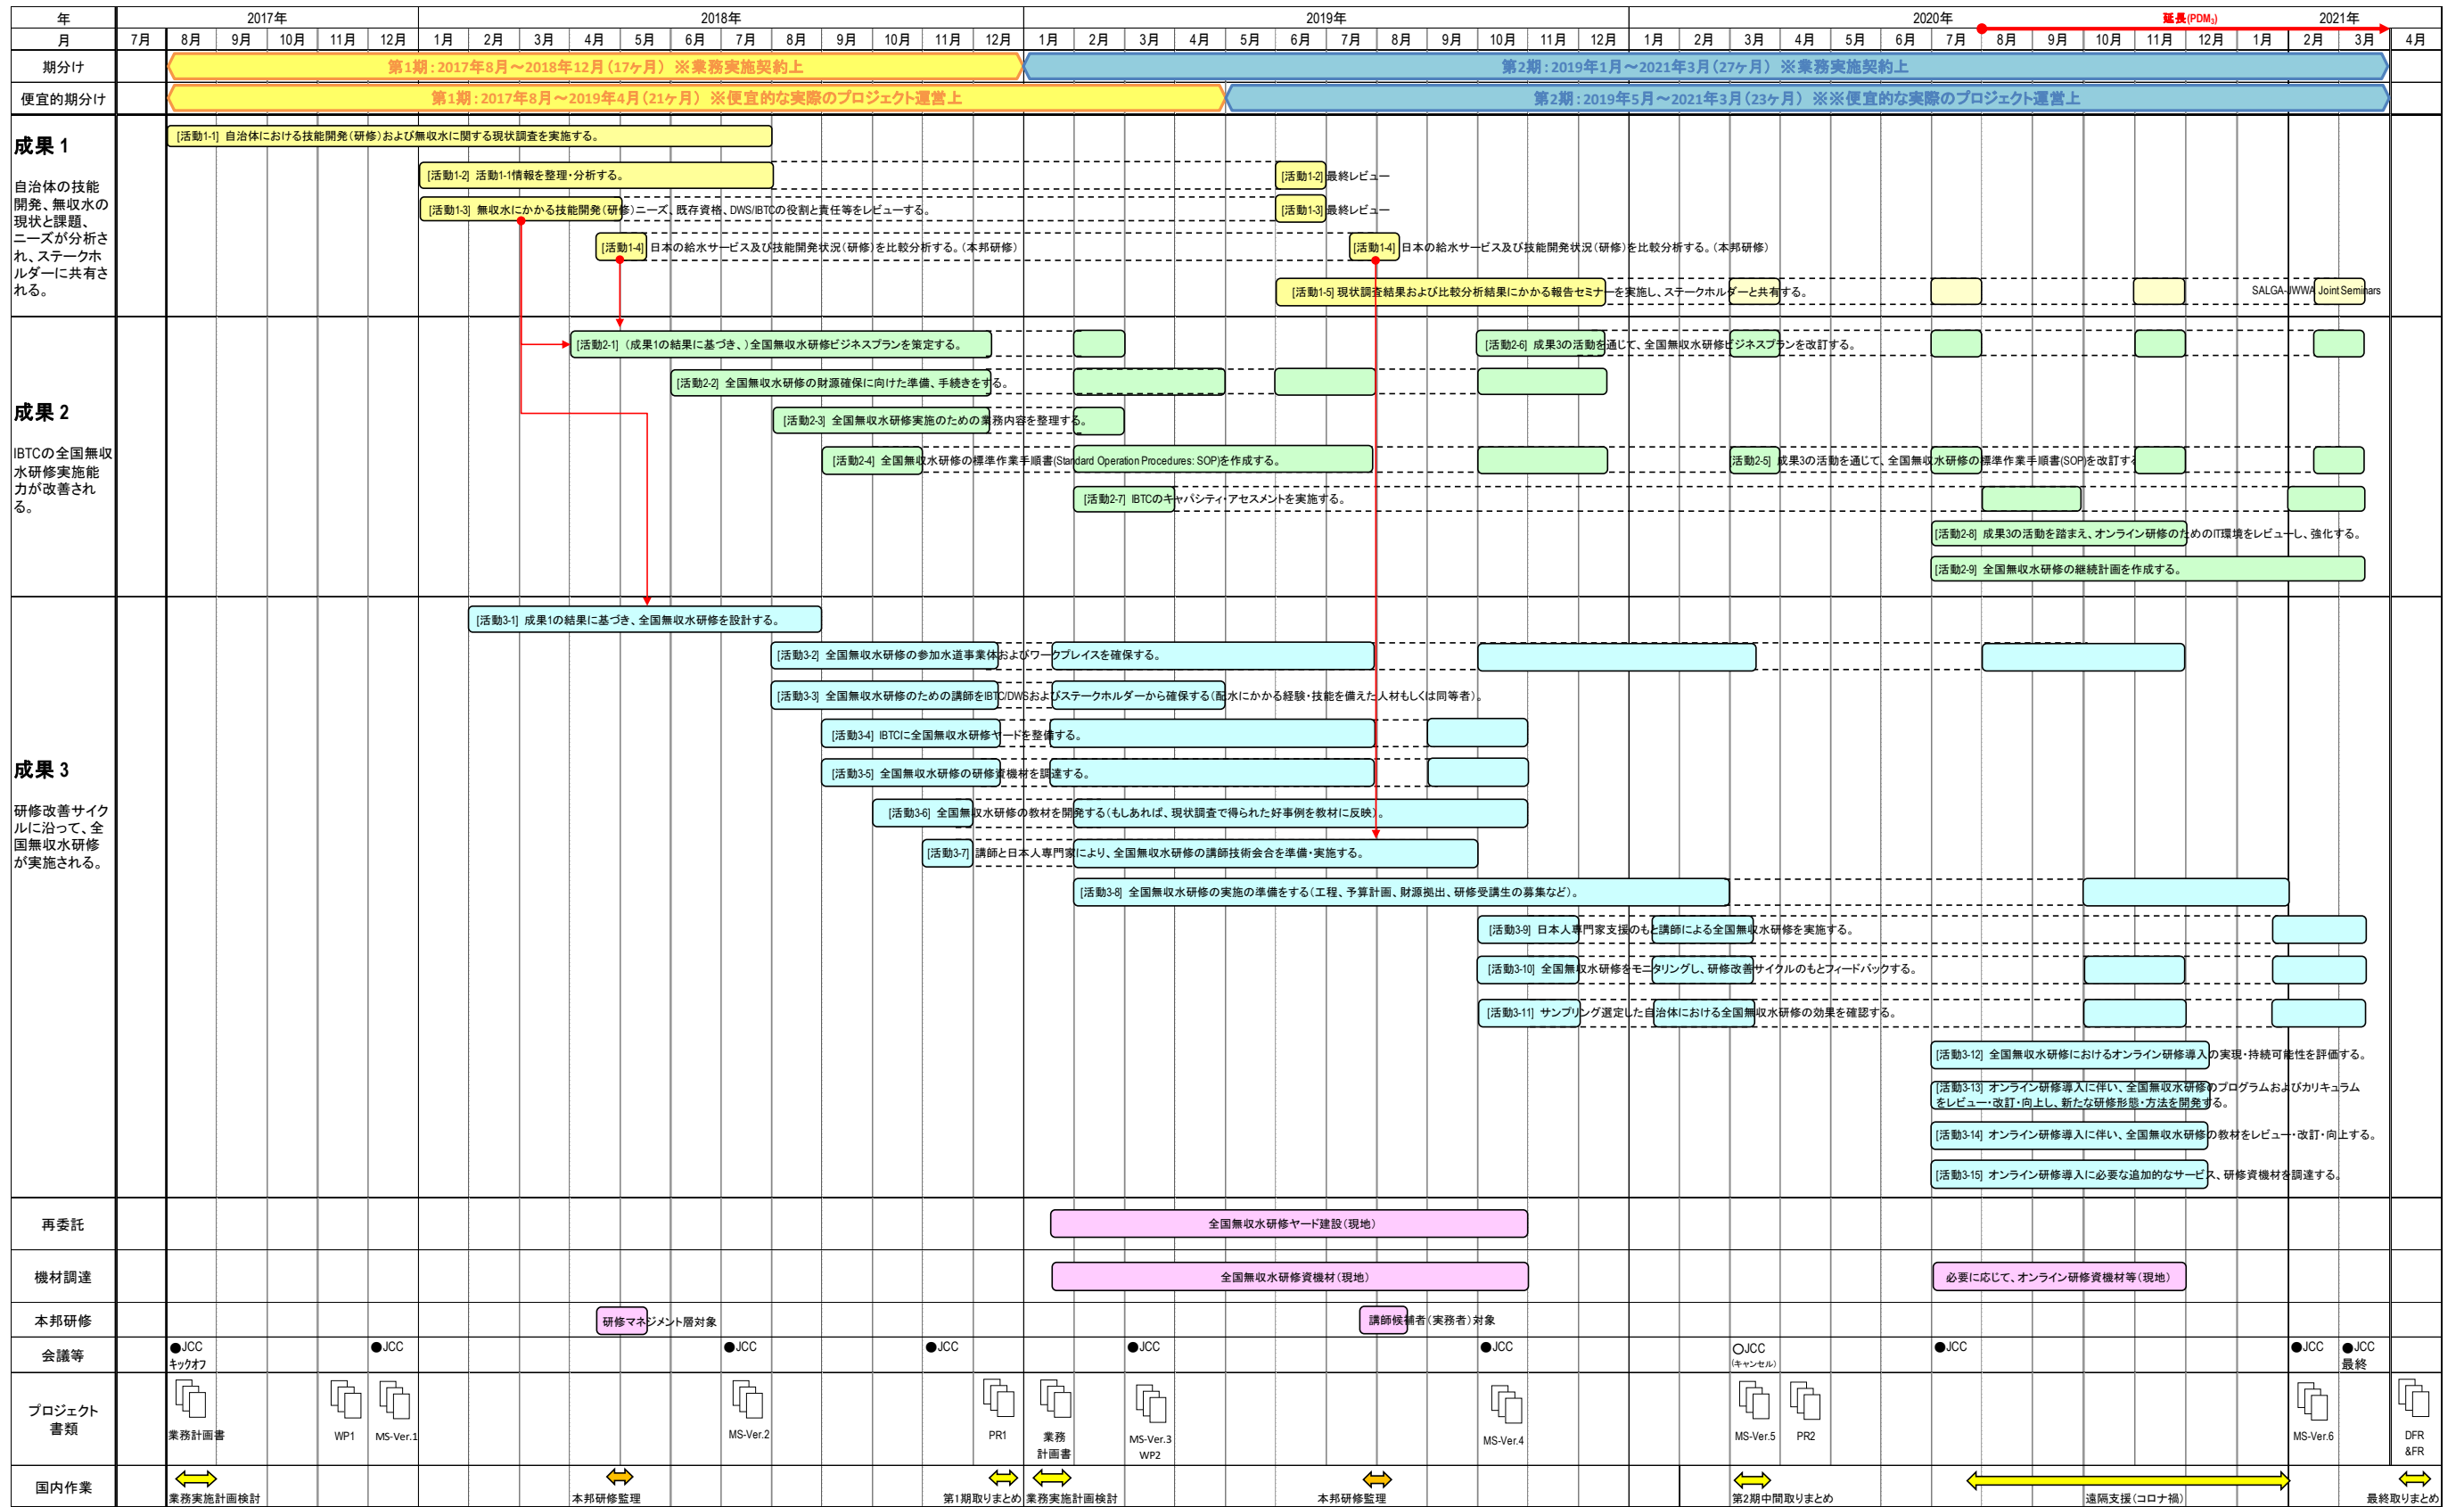 年 2017年 2018年 2019年 2020年 延長(PDM₃) 2021年
月 7月 8月 9月 10月 11月 12月 1月 2月 3月 4月 5月 6月 7月 8月 9月 10月 11月 12月 1月 2月 3月 4月 5月 6月 7月 8月 9月 10月 11月 12月 1月 2月 3月 4月 5月 6月 7月 8月 9月 10月 11月 12月 1月 2月 3月 4月
期分け 第1期：2017年8月～2018年12月（17ヶ月） ※業務実施契約上 第2期：2019年1月～2021年3月（27ヶ月） ※業務実施契約上
便宜的期分け 第1期：2017年8月～2019年4月（21ヶ月） ※便宜的な実際のプロジェクト運営上 第2期：2019年5月～2021年3月（23ヶ月） ※※便宜的な実際のプロジェクト運営上
成果 1
自治体の技能
開発、無収水の
現状と課題、
ニーズが分析さ
れ、ステークホ
ルダーに共有さ
れる。
[活動1-1] 自治体における技能開発（研修）および無収水に関する現状調査を実施する。
[活動1-2] 活動1-1情報を整理・分析する。 [活動1-2] 最終レビュー
[活動1-3] 無収水にかかる技能開発（研修）ニーズ、既存資格、DWS/IBTCの役割と責任等をレビューする。 [活動1-3] 最終レビュー
[活動1-4] 日本の給水サービス及び技能開発状況（研修）を比較分析する。（本邦研修） [活動1-4] 日本の給水サービス及び技能開発状況（研修）を比較分析する。（本邦研修）
[活動1-5] 現状調査結果および比較分析結果にかかる報告セミナーを実施し、ステークホルダーと共有する。 SALGA-JWWA Joint Seminars
成果 2
IBTCの全国無収
水研修実施能
力が改善され
る。
[活動2-1] （成果1の結果に基づき、）全国無収水研修ビジネスプランを策定する。 [活動2-6] 成果3の活動を通じて、全国無収水研修ビジネスプランを改訂する。
[活動2-2] 全国無収水研修の財源確保に向けた準備、手続きをする。
[活動2-3] 全国無収水研修実施のための業務内容を整理する。
[活動2-4] 全国無収水研修の標準作業手順書(Standard Operation Procedures: SOP)を作成する。 [活動2-5] 成果3の活動を通じて、全国無収水研修の標準作業手順書(SOP)を改訂する
[活動2-7] IBTCのキャパシティ・アセスメントを実施する。
[活動2-8] 成果3の活動を踏まえ、オンライン研修のためのIT環境をレビューし、強化する。
[活動2-9] 全国無収水研修の継続計画を作成する。
成果 3
研修改善サイク
ルに沿って、全
国無収水研修
が実施される。
[活動3-1] 成果1の結果に基づき、全国無収水研修を設計する。
[活動3-2] 全国無収水研修の参加水道事業体およびワークプレイスを確保する。
[活動3-3] 全国無収水研修のための講師をIBTC/DWSおよびステークホルダーから確保する（配水にかかる経験・技能を備えた人材もしくは同等者）。
[活動3-4] IBTCに全国無収水研修ヤードを整備する。
[活動3-5] 全国無収水研修の研修資機材を調達する。
[活動3-6] 全国無収水研修の教材を開発する（もしあれば、現状調査で得られた好事例を教材に反映）。
[活動3-7] 講師と日本人専門家により、全国無収水研修の講師技術会合を準備・実施する。
[活動3-8] 全国無収水研修の実施の準備をする（工程、予算計画、財源拠出、研修受講生の募集など）。
[活動3-9] 日本人専門家支援のもと講師による全国無収水研修を実施する。
[活動3-10] 全国無収水研修をモニタリングし、研修改善サイクルのもとフィードバックする。
[活動3-11] サンプリング選定した自治体における全国無収水研修の効果を確認する。
[活動3-12] 全国無収水研修におけるオンライン研修導入の実現・持続可能性を評価する。
[活動3-13] オンライン研修導入に伴い、全国無収水研修のプログラムおよびカリキュラム
をレビュー・改訂・向上し、新たな研修形態・方法を開発する。
[活動3-14] オンライン研修導入に伴い、全国無収水研修の教材をレビュー・改訂・向上する。
[活動3-15] オンライン研修導入に必要な追加的なサービス、研修資機材を調達する。
再委託 全国無収水研修ヤード建設（現地）
機材調達 全国無収水研修資機材（現地） 必要に応じて、オンライン研修資機材等（現地）
本邦研修 研修マネジメント層対象 講師候補者（実務者）対象
会議等 ●JCC ●JCC ●JCC ●JCC ●JCC ●JCC ○JCC ●JCC ●JCC ●JCC
キックオフ (キャンセル) 最終
プロジェクト
書類
業務計画書 WP1 MS-Ver.1 MS-Ver.2 PR1 業務 MS-Ver.3 MS-Ver.4 MS-Ver.5 PR2 MS-Ver.6 DFR
計画書 WP2 &FR
国内作業 業務実施計画検討 本邦研修監理 第1期取りまとめ 業務実施計画検討 本邦研修監理 第2期中間取りまとめ 遠隔支援（コロナ禍） 最終取りまとめ